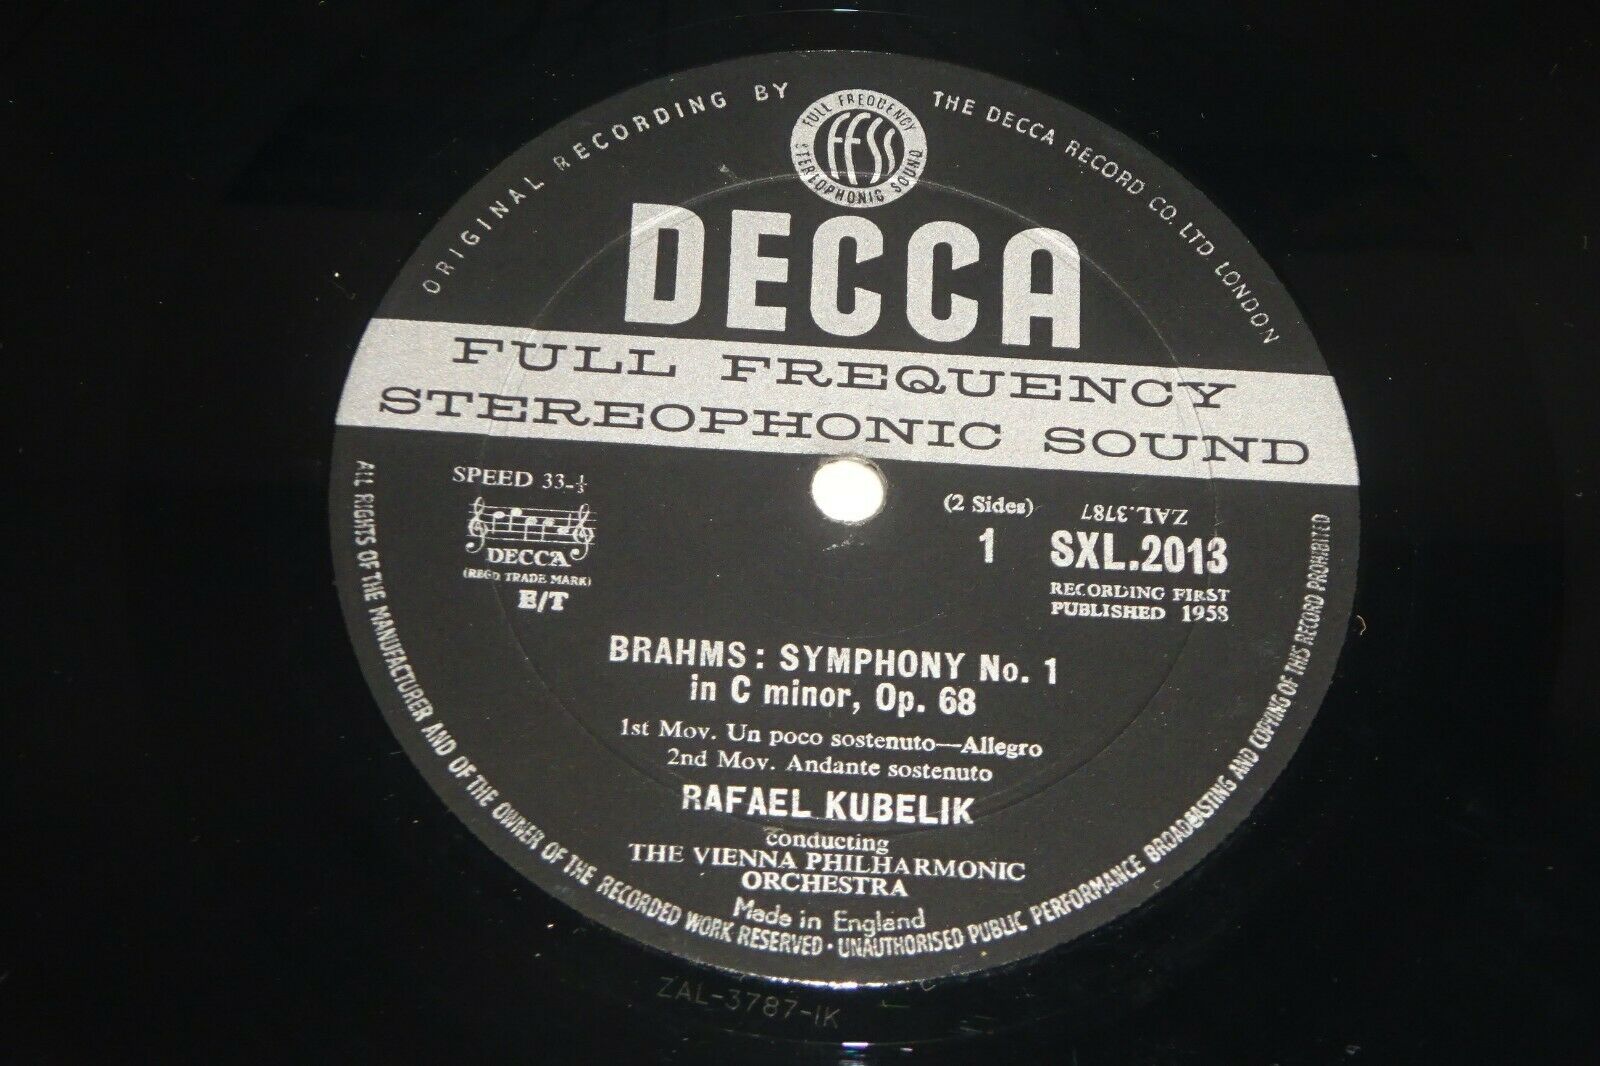 ORIGINAL RECORDING BY THE DECCA RECORD CO. LTD. LONDON
FULL FREQUENCY
FFSS
STEREOPHONIC SOUND
DECCA
FULL FREQUENCY
STEREOPHONIC SOUND
SPEED 33-⅓
DECCA
(REGD TRADE MARK)
E/T
(2 Sides)
1
ZAL.3787
SXL.2013
RECORDING FIRST
PUBLISHED 1958
BRAHMS: SYMPHONY No. 1
in C minor, Op. 68
1st Mov. Un poco sostenuto—Allegro
2nd Mov. Andante sostenuto
RAFAEL KUBELIK
conducting
THE VIENNA PHILHARMONIC
ORCHESTRA
Made in England
ALL RIGHTS OF THE MANUFACTURER AND OF THE OWNER OF THE RECORDED WORK RESERVED · UNAUTHORISED PUBLIC PERFORMANCE BROADCASTING AND COPYING OF THIS RECORD PROHIBITED
ZAL-3787-1K